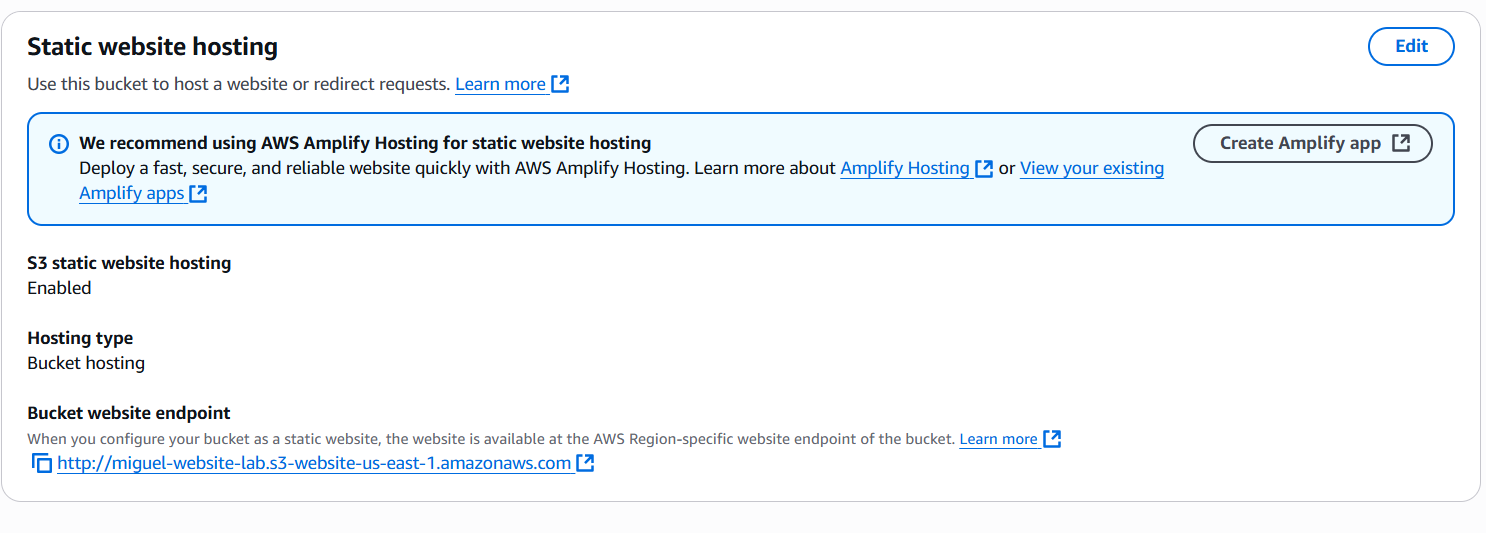 Static website hosting
Edit
Use this bucket to host a website or redirect requests. Learn more
We recommend using AWS Amplify Hosting for static website hosting
Create Amplify app
Deploy a fast, secure, and reliable website quickly with AWS Amplify Hosting. Learn more about Amplify Hosting or View your existing
Amplify apps
S3 static website hosting
Enabled
Hosting type
Bucket hosting
Bucket website endpoint
When you configure your bucket as a static website, the website is available at the AWS Region-specific website endpoint of the bucket. Learn more
http://miguel-website-lab.s3-website-us-east-1.amazonaws.com